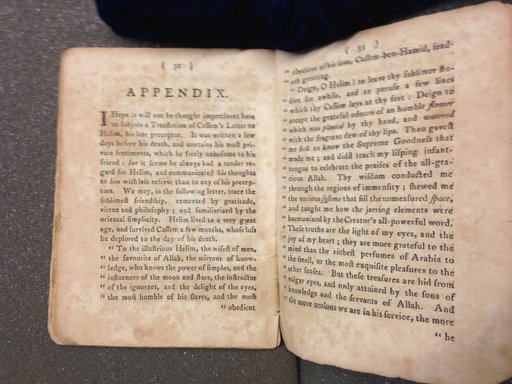 ( 32 )
APPENDIX.
I Hope it will not be thought impertinent here
to subjoin a Translation of Caſſem's Letter to
Helim, his late preceptor. It was written a few
days before his death, and contains his moſt pri-
vate ſentiments, which he freely unboſoms to his
friend: for it ſeems he always had a tender re-
gard for Helim, and communicated his thoughts
to him with leſs reſerve than to any of his precep-
tors. We may, in the following letter, trace the
ſublimeſt friendſhip, cemented by gratitude,
virtue and philoſophy; and familiarized by the
oriental ſimplicity. Helim lived to a very great
age, and ſurvived Caſſem a few months, whoſe loſs
he deplored to the day of his death.
" To the illuſtrious Helim, the wiſeſt of men,
" the favourite of Allah, the mirrour of know-
" ledge, who knows the power of ſimples, and the
" influences of the moon and ſtars, the inſtructor
" of the ignorant, and the delight of the eyes,
" the moſt humble of his ſlaves, and the moſt
" obedient
( 33 )
" obedient of his ſons, Caſſem-ben-Hamid, ſend-
" eth greeting.
" Deign, O Helim! to leave thy ſublimer ſtu-
" dies for awhile, and to peruſe a few lines
" which thy Caſſem lays at thy feet: Deign to
" accept the grateful odours of an humble flower
" which was planted by thy hand, and watered
" with the fragrant dew of thy lips. Thou gaveſt
" me firſt to know the Supreme Goodneſs that
" made me; and didſt teach my liſping infant-
" tongue to celebrate the praiſes of the all-gra-
" cious Allah. Thy wiſdom conducted me
" through the regions of immenſity; ſhewed me
" the various ſyſtems that fill the unmeaſured ſpace,
" and taught me how the jarring elements were
" harmonized by the Creator's all-powerful word.
" Theſe truths are the light of my eyes, and the
" joy of my heart; they are more grateful to the
" mind than the richeſt perfumes of Arabia to
" the ſmell, or the moſt exquiſite pleaſures to the
" other ſenſes. But theſe treaſures are hid from
" vulgar eyes, and only attained by the ſons of
" knowledge and the ſervants of Allah. And
" the more zealous we are in his ſervice, the more
" he